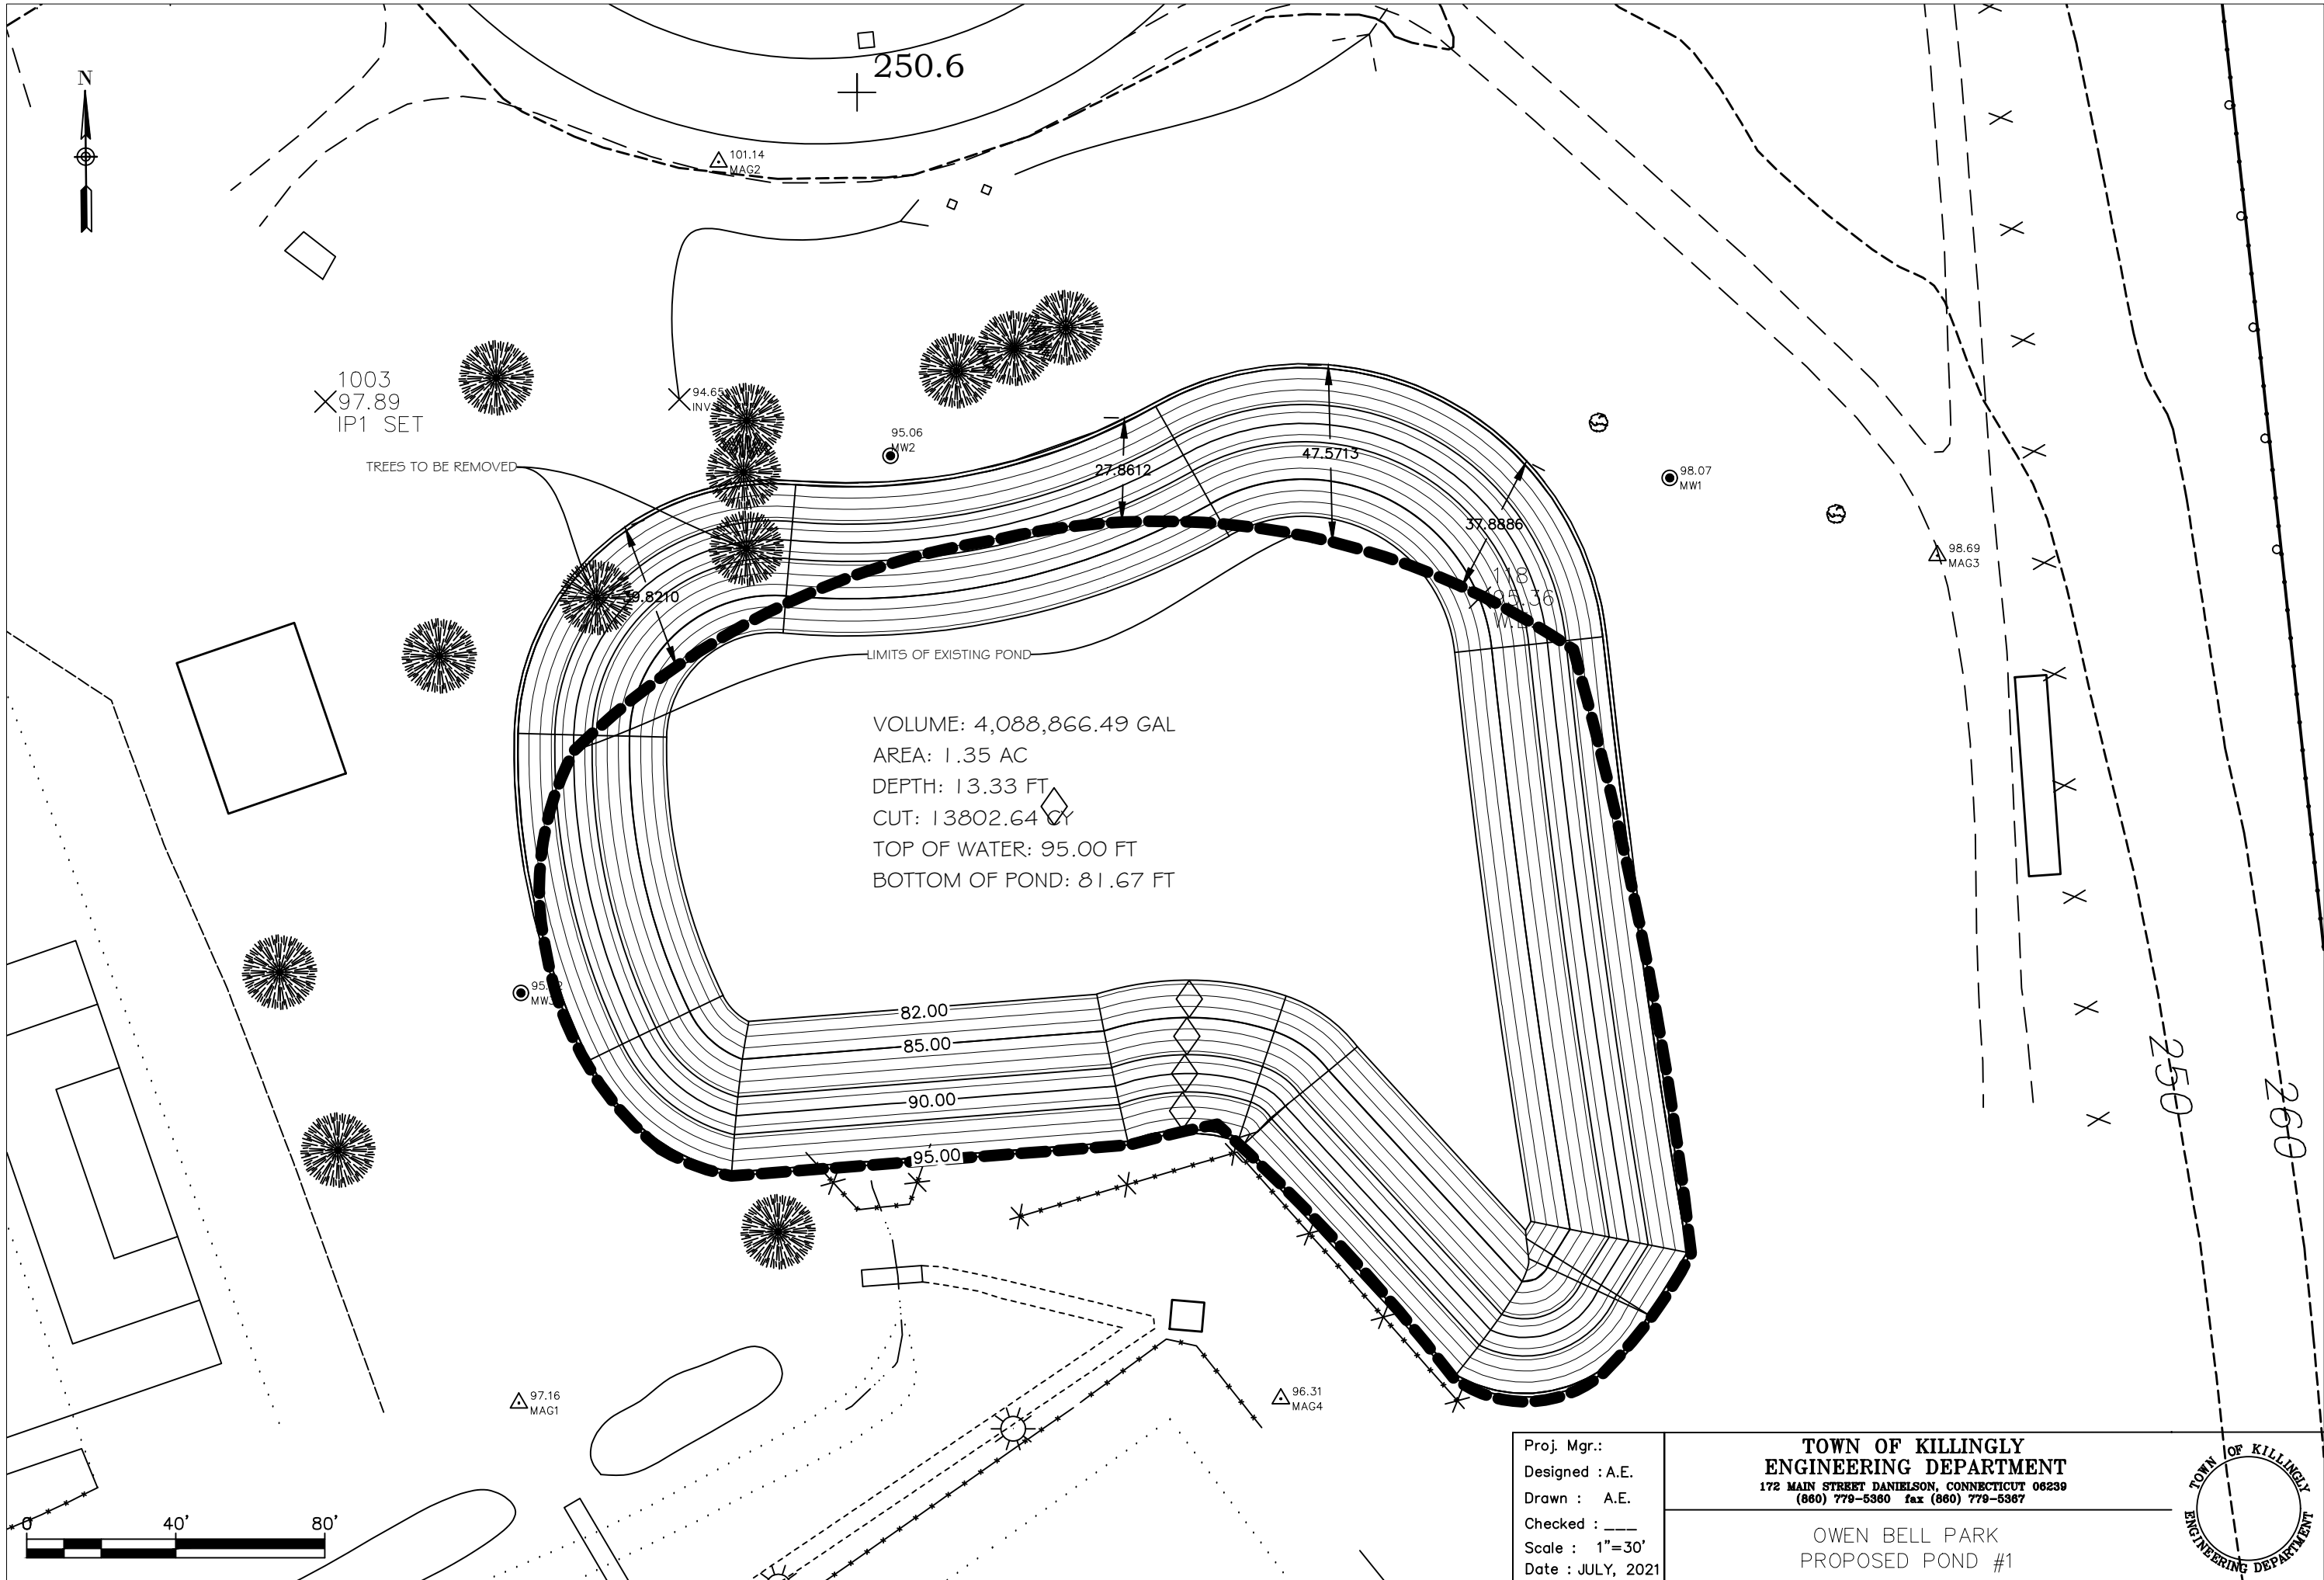 N
250.6
101.14
MAG2
1003
97.89
IP1 SET
94.65
95.06
MW2
TREES TO BE REMOVED
27.8612
47.5713
37.8886
98.07
MW1
98.69
MAG3
118
95.36
39.8210
LIMITS OF EXISTING POND
VOLUME: 4,088,866.49 GAL
AREA: 1.35 AC
DEPTH: 13.33 FT
CUT: 13802.64 CY
TOP OF WATER: 95.00 FT
BOTTOM OF POND: 81.67 FT
MW3
82.00
85.00
90.00
95.00
250
260
97.16
MAG1
96.31
MAG4
0 40' 80'
Proj. Mgr.:
Designed : A.E.
Drawn : A.E.
Checked : ___
Scale : 1"=30'
Date : JULY, 2021
TOWN OF KILLINGLY
ENGINEERING DEPARTMENT
172 MAIN STREET DANIELSON, CONNECTICUT 06239
(860) 779-5360 fax (860) 779-5367
OWEN BELL PARK
PROPOSED POND #1
TOWN OF KILLINGLY
ENGINEERING DEPARTMENT